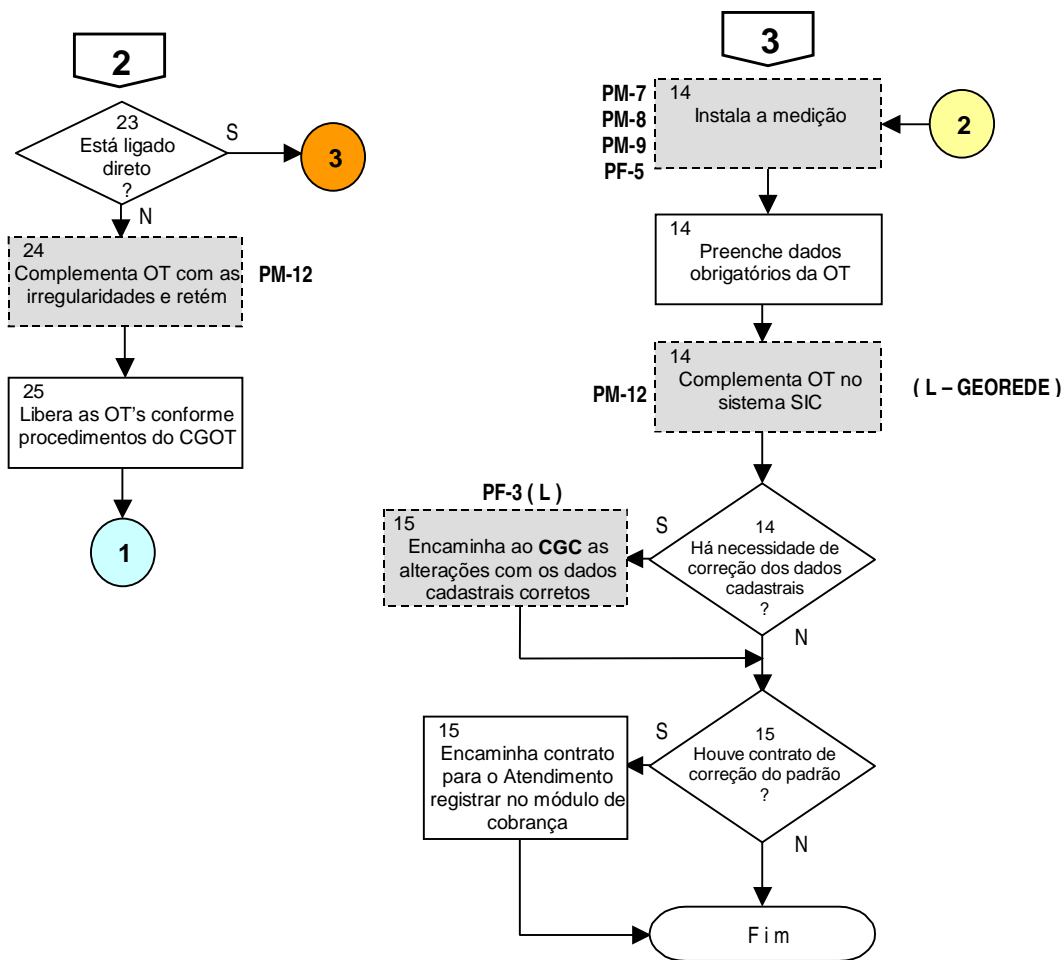 2
23
Está ligado
direto
?
S
3
N
24
Complementa OT com as
irregularidades e retém
PM-12
25
Libera as OT's conforme
procedimentos do CGOT
1
3
PM-7
PM-8
PM-9
PF-5
14
Instala a medição
2
14
Preenche dados
obrigatórios da OT
PM-12
14
Complementa OT no
sistema SIC
( L – GEOREDE )
PF-3 ( L )
15
Encaminha ao CGC as
alterações com os dados
cadastrais corretos
S
14
Há necessidade de
correção dos dados
cadastrais
?
N
15
Encaminha contrato
para o Atendimento
registrar no módulo de
cobrança
S
15
Houve contrato de
correção do padrão
?
N
F i m